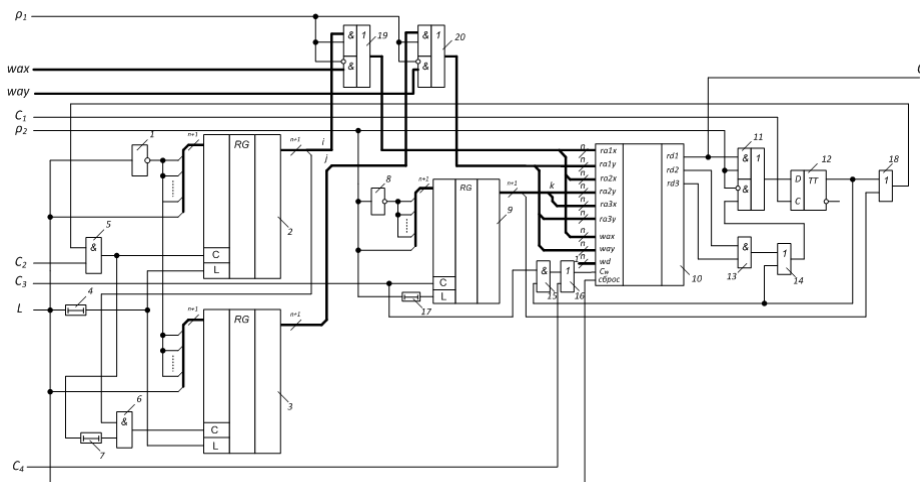 ρ₁
& 1 19
&
& 1 20
&
wax
way
C₁
ρ₂
1
n+1
RG
n+1
i
j
2
5
&
C
L
C₂
C₃
4
L
n+1
RG
n+1
3
6
&
C
L
7
C₄
8
n+1
RG
n+1
k
9
C
L
17
n ra1x
n ra1y
n ra2x
n ra2y
n ra3x
n ra3y
n wax
n way
n wd
Cw
сброс
rd1
rd2
rd3
10
& 15
1 16
11
& 1
&
12
D TT
C
& 13
1 14
1 18